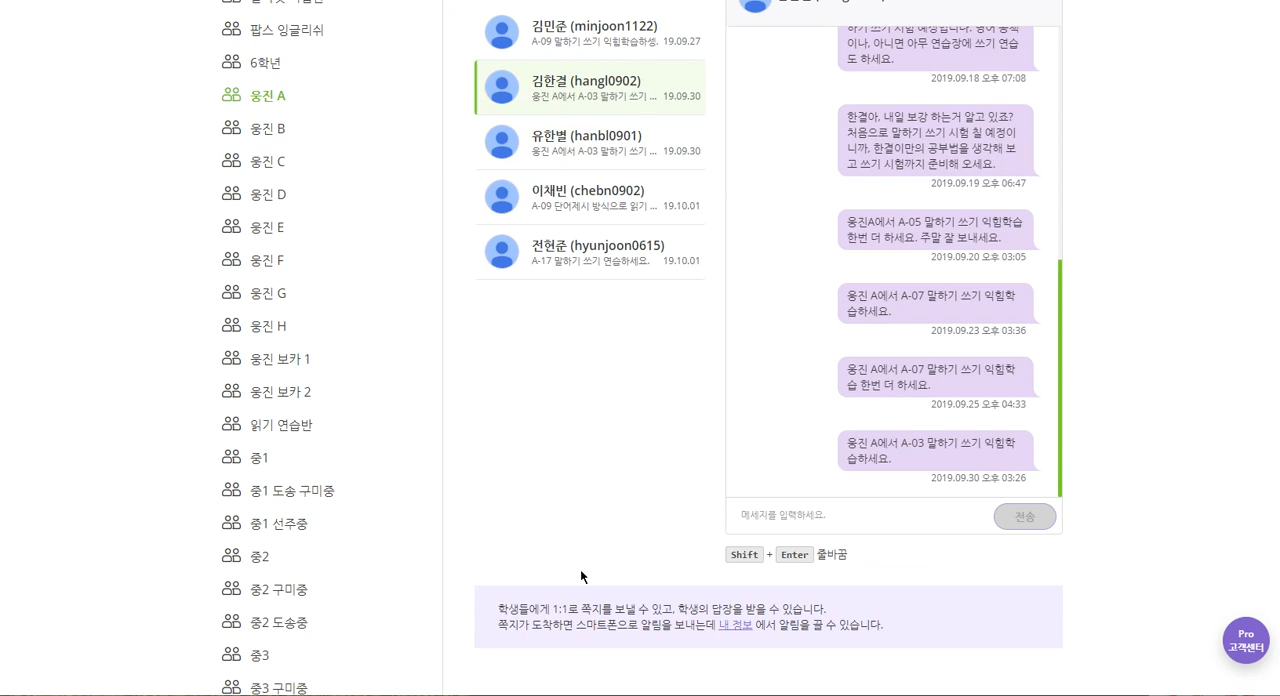 팝스 잉글리쉬
6학년
웅진 A
웅진 B
웅진 C
웅진 D
웅진 E
웅진 F
웅진 G
웅진 H
웅진 보카 1
웅진 보카 2
읽기 연습반
중1
중1 도송 구미중
중1 선주중
중2
중2 구미중
중2 도송중
중3
중3 구미중
김민준 (minjoon1122)
A-09 말하기 쓰기 익힘학습하셍. 19.09.27
김한결 (hangl0902)
웅진 A에서 A-03 말하기 쓰기 ... 19.09.30
유한별 (hanbl0901)
웅진 A에서 A-03 말하기 쓰기 ... 19.09.30
이채빈 (chebn0902)
A-09 단어제시 방식으로 읽기 ... 19.10.01
전현준 (hyunjoon0615)
A-17 말하기 쓰기 연습하세요. 19.10.01
하기 쓰기 시험 예정입니다. 영어 공책
이나, 아니면 아무 연습장에 쓰기 연습
도 하세요.
2019.09.18 오후 07:08
한결아, 내일 보강 하는거 알고 있죠?
처음으로 말하기 쓰기 시험 칠 예정이
니까, 한결이만의 공부법을 생각해 보
고 쓰기 시험까지 준비해 오세요.
2019.09.19 오후 06:47
웅진A에서 A-05 말하기 쓰기 익힘학습
한번 더 하세요. 주말 잘 보내세요.
2019.09.20 오후 03:05
웅진 A에서 A-07 말하기 쓰기 익힘학
습하세요.
2019.09.23 오후 03:36
웅진 A에서 A-07 말하기 쓰기 익힘학
습 한번 더 하세요.
2019.09.25 오후 04:33
웅진 A에서 A-03 말하기 쓰기 익힘학
습하세요.
2019.09.30 오후 03:26
메세지를 입력하세요.
전송
Shift + Enter 줄바꿈
학생들에게 1:1로 쪽지를 보낼 수 있고, 학생의 답장을 받을 수 있습니다.
쪽지가 도착하면 스마트폰으로 알림을 보내는데 내 정보 에서 알림을 끌 수 있습니다.
Pro
고객센터